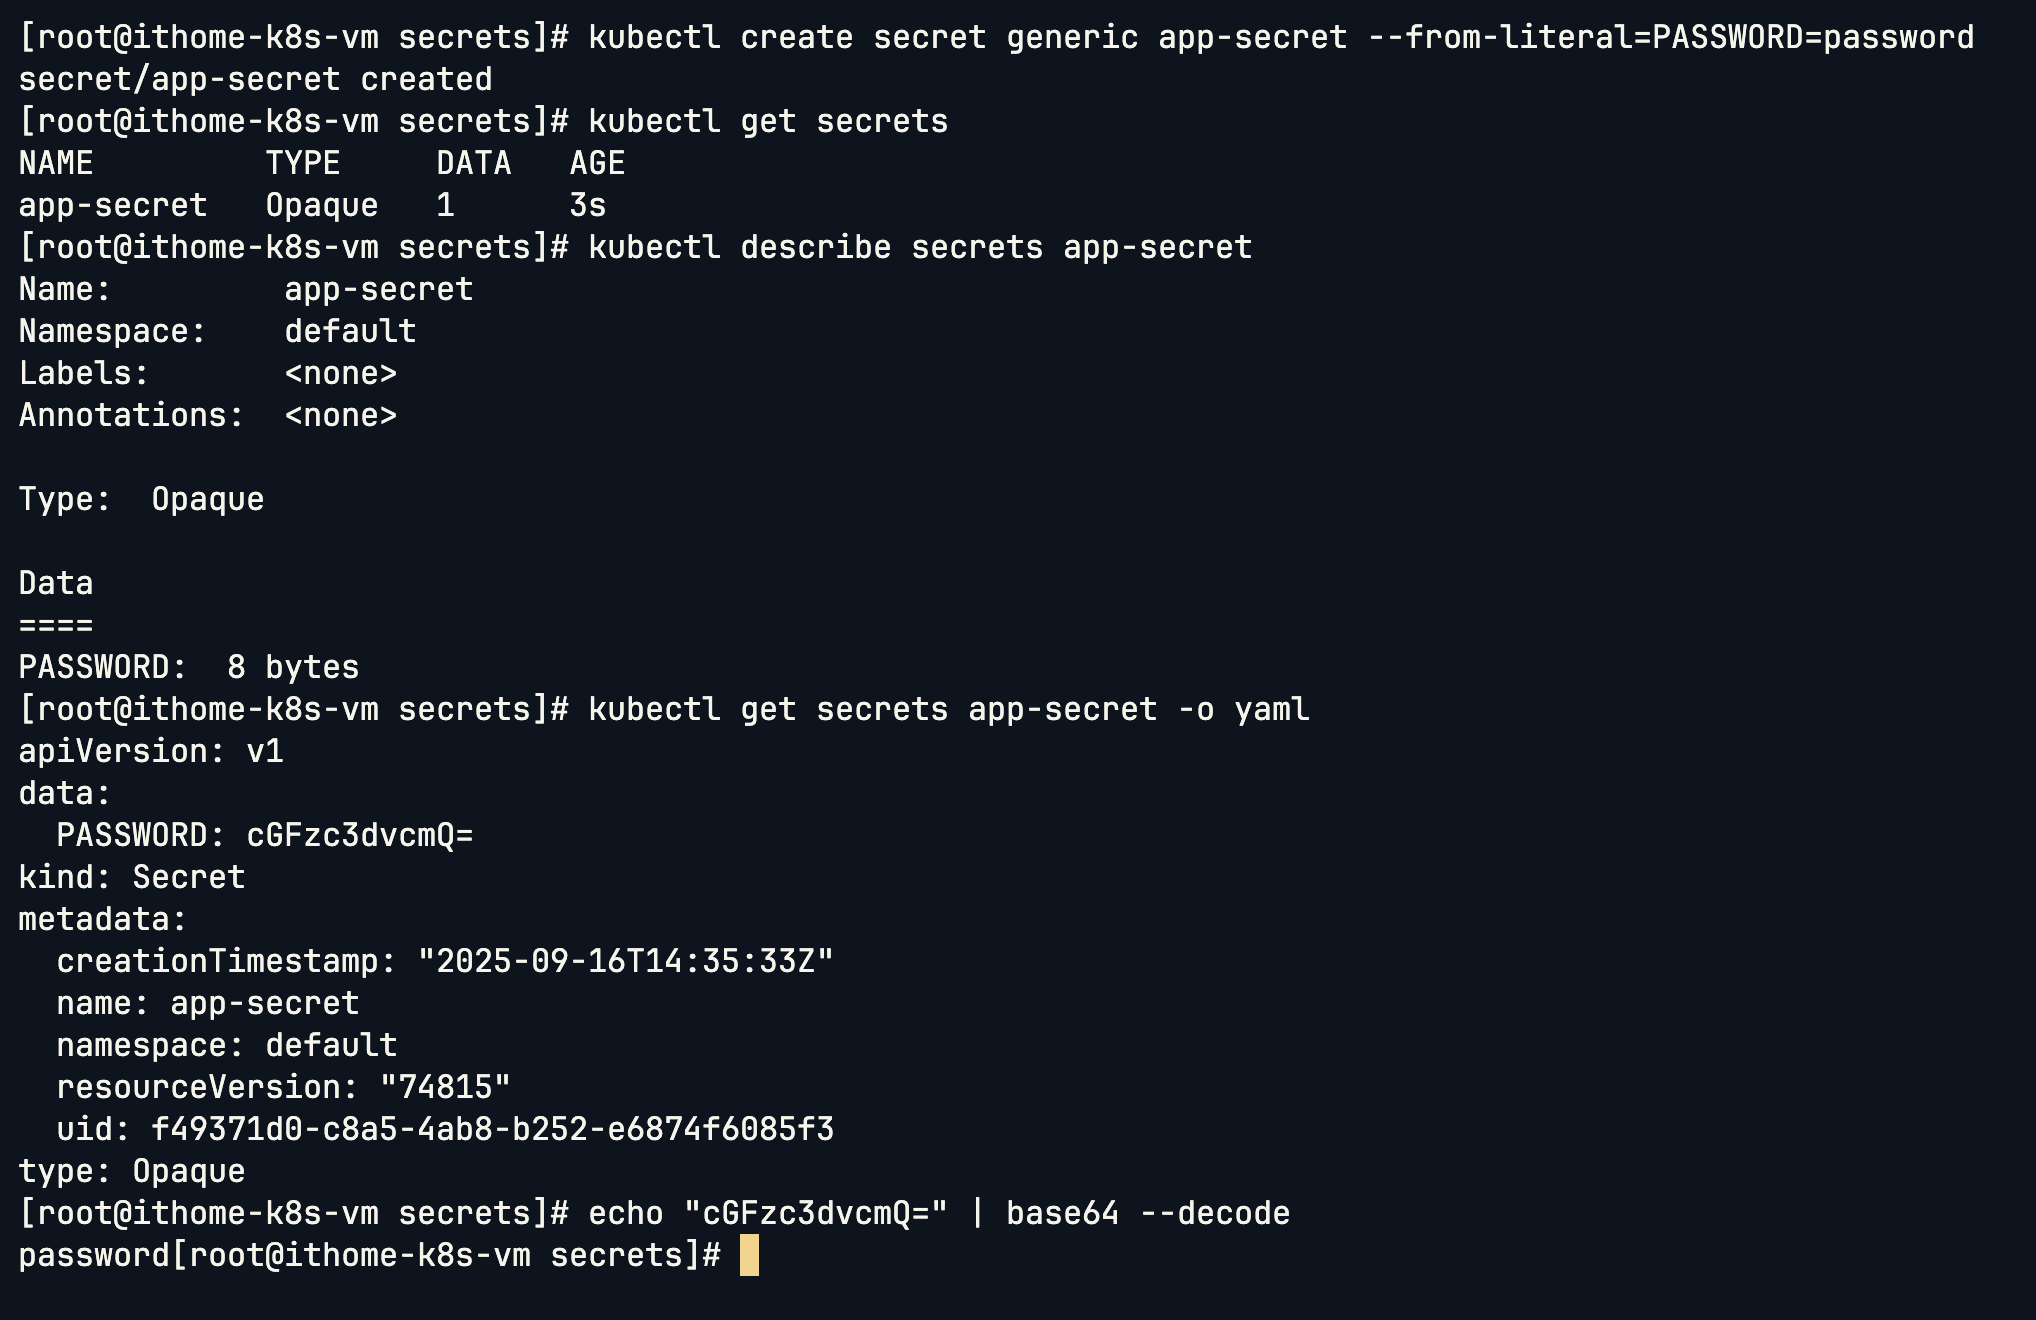 [root@ithome-k8s-vm secrets]# kubectl create secret generic app-secret --from-literal=PASSWORD=password
secret/app-secret created
[root@ithome-k8s-vm secrets]# kubectl get secrets
NAME         TYPE     DATA   AGE
app-secret   Opaque   1      3s
[root@ithome-k8s-vm secrets]# kubectl describe secrets app-secret
Name:         app-secret
Namespace:    default
Labels:       <none>
Annotations:  <none>

Type:  Opaque

Data
====
PASSWORD:  8 bytes
[root@ithome-k8s-vm secrets]# kubectl get secrets app-secret -o yaml
apiVersion: v1
data:
  PASSWORD: cGFzc3dvcmQ=
kind: Secret
metadata:
  creationTimestamp: "2025-09-16T14:35:33Z"
  name: app-secret
  namespace: default
  resourceVersion: "74815"
  uid: f49371d0-c8a5-4ab8-b252-e6874f6085f3
type: Opaque
[root@ithome-k8s-vm secrets]# echo "cGFzc3dvcmQ=" | base64 --decode
password[root@ithome-k8s-vm secrets]#